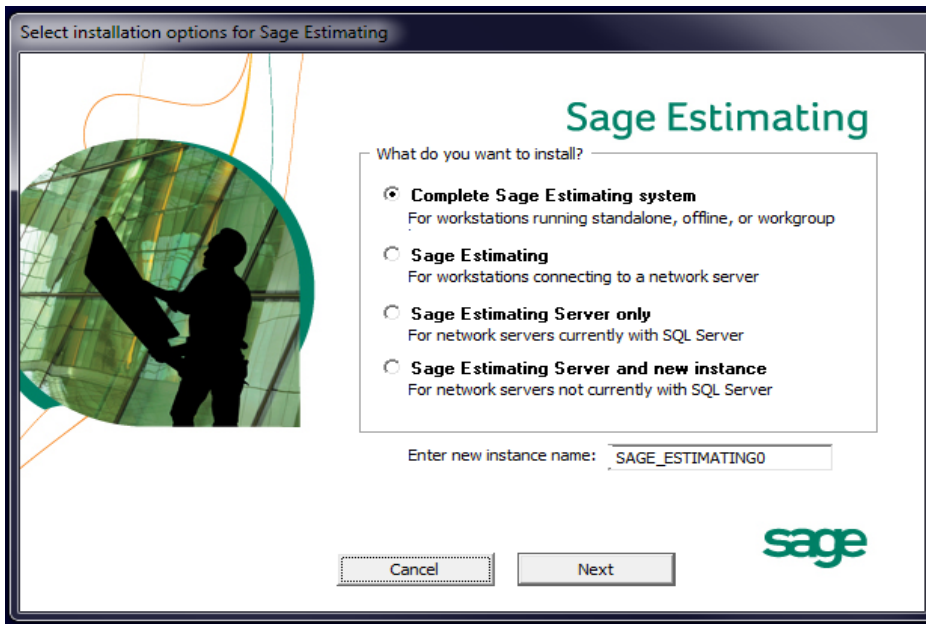 Select installation options for Sage Estimating
Sage Estimating
What do you want to install?
Complete Sage Estimating system
For workstations running standalone, offline, or workgroup
Sage Estimating
For workstations connecting to a network server
Sage Estimating Server only
For network servers currently with SQL Server
Sage Estimating Server and new instance
For network servers not currently with SQL Server
Enter new instance name: SAGE_ESTIMATING0
sage
Cancel Next